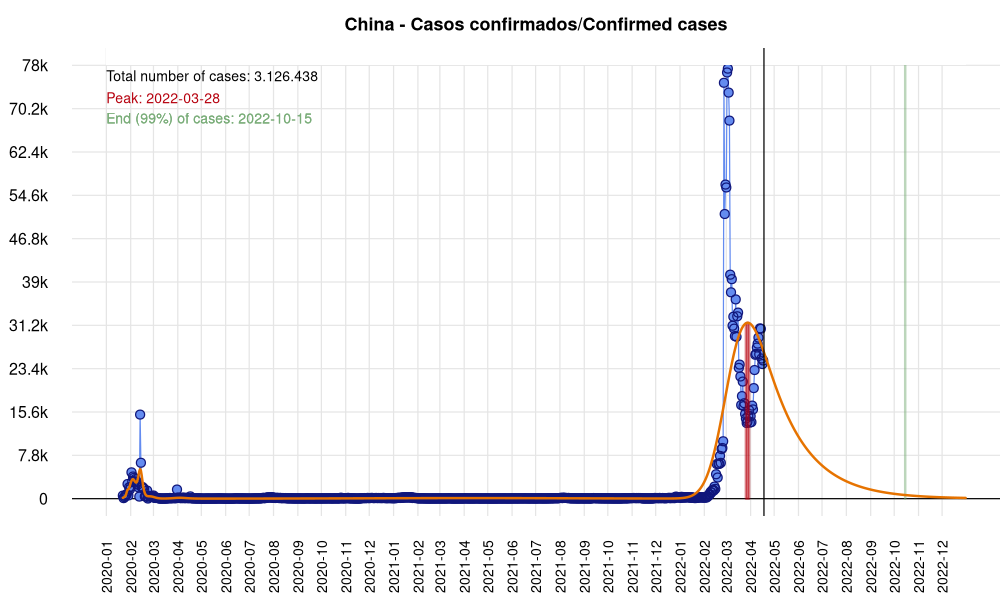 China - Casos confirmados/Confirmed cases
Total number of cases: 3.126.438
Peak: 2022-03-28
End (99%) of cases: 2022-10-15
78k
70.2k
62.4k
54.6k
46.8k
39k
31.2k
23.4k
15.6k
7.8k
0
2020-01
2020-02
2020-03
2020-04
2020-05
2020-06
2020-07
2020-08
2020-09
2020-10
2020-11
2020-12
2021-01
2021-02
2021-03
2021-04
2021-05
2021-06
2021-07
2021-08
2021-09
2021-10
2021-11
2021-12
2022-01
2022-02
2022-03
2022-04
2022-05
2022-06
2022-07
2022-08
2022-09
2022-10
2022-11
2022-12